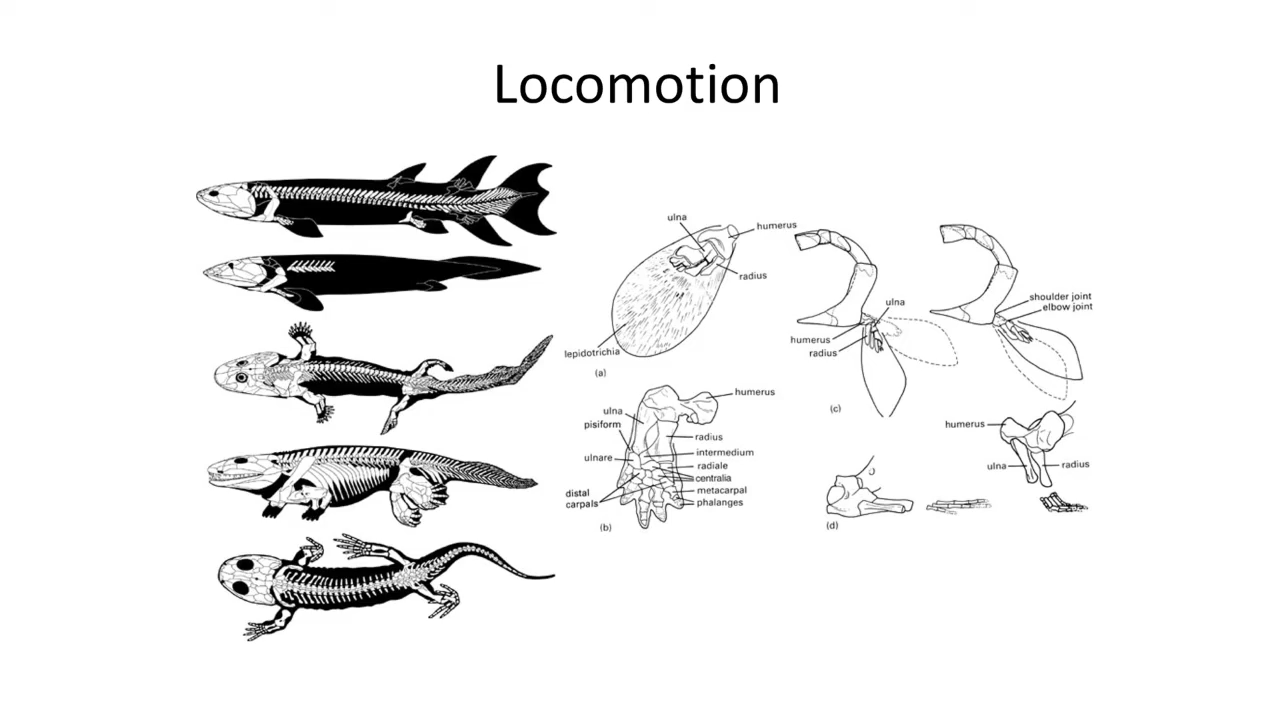 Locomotion
ulna
humerus
radius
lepidotrichia
(a)
humerus
ulna
pisiform
radius
ulnare
intermedium
radiale
centralia
distal
carpals
metacarpal
phalanges
(b)
ulna
humerus
radius
shoulder joint
elbow joint
(c)
humerus
ulna
radius
(d)